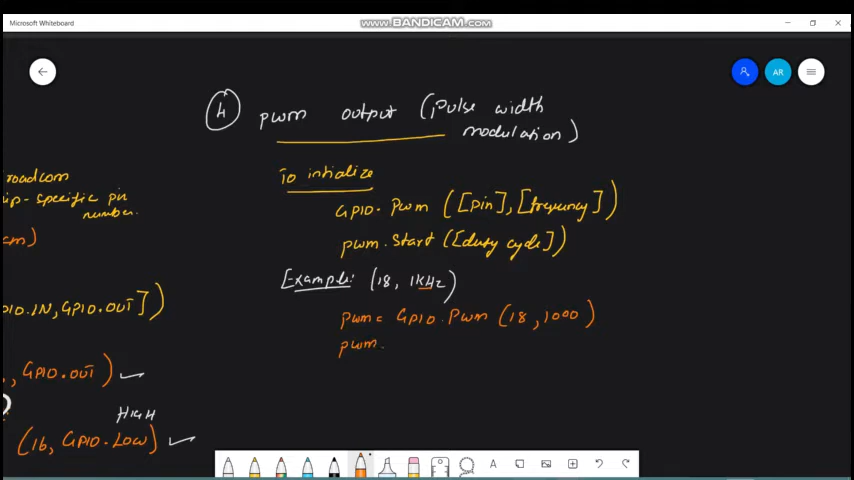 Microsoft Whiteboard
WWW.BANDICAM.COM
AR
4 pwm output (Pulse width
modulation)
To intialize
GPIO. Pwm ([pin], [frequency])
pwm. Start ([duty cycle])
Example: (18, 1KHz)
pwm= GPIO. Pwm (18, 1000)
pwm.
roadcom
ip-specific pin
number.
cm)
IO.IN, GPIO.OUT])
, GPIO.OUT)
HIGH
(16, GPIO. LOW)
A